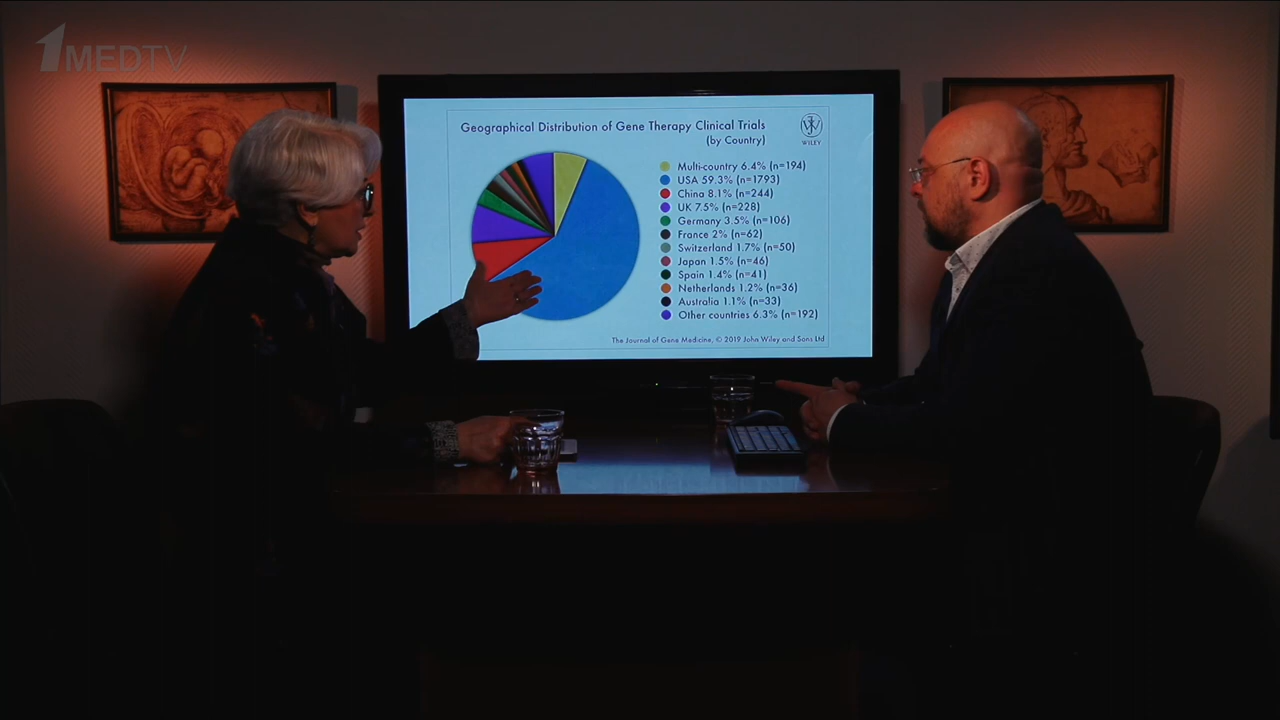 1MEDTV
Geographical Distribution of Gene Therapy Clinical Trials
(by Country)
WILEY
Multi-country 6.4% (n=194)
USA 59.3% (n=1793)
China 8.1% (n=244)
UK 7.5% (n=228)
Germany 3.5% (n=106)
France 2% (n=62)
Switzerland 1.7% (n=50)
Japan 1.5% (n=46)
Spain 1.4% (n=41)
Netherlands 1.2% (n=36)
Australia 1.1% (n=33)
Other countries 6.3% (n=192)
The Journal of Gene Medicine, © 2019 John Wiley and Sons Ltd